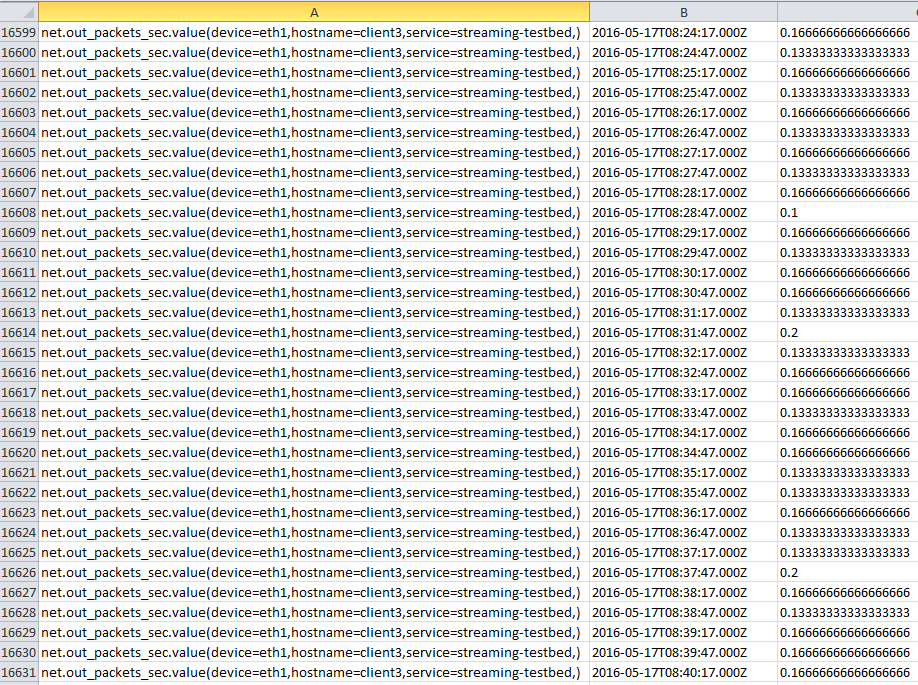 A B
16599 net.out_packets_sec.value(device=eth1,hostname=client3,service=streaming-testbed,) 2016-05-17T08:24:17.000Z 0.16666666666666666
16600 net.out_packets_sec.value(device=eth1,hostname=client3,service=streaming-testbed,) 2016-05-17T08:24:47.000Z 0.13333333333333333
16601 net.out_packets_sec.value(device=eth1,hostname=client3,service=streaming-testbed,) 2016-05-17T08:25:17.000Z 0.16666666666666666
16602 net.out_packets_sec.value(device=eth1,hostname=client3,service=streaming-testbed,) 2016-05-17T08:25:47.000Z 0.13333333333333333
16603 net.out_packets_sec.value(device=eth1,hostname=client3,service=streaming-testbed,) 2016-05-17T08:26:17.000Z 0.16666666666666666
16604 net.out_packets_sec.value(device=eth1,hostname=client3,service=streaming-testbed,) 2016-05-17T08:26:47.000Z 0.13333333333333333
16605 net.out_packets_sec.value(device=eth1,hostname=client3,service=streaming-testbed,) 2016-05-17T08:27:17.000Z 0.16666666666666666
16606 net.out_packets_sec.value(device=eth1,hostname=client3,service=streaming-testbed,) 2016-05-17T08:27:47.000Z 0.13333333333333333
16607 net.out_packets_sec.value(device=eth1,hostname=client3,service=streaming-testbed,) 2016-05-17T08:28:17.000Z 0.16666666666666666
16608 net.out_packets_sec.value(device=eth1,hostname=client3,service=streaming-testbed,) 2016-05-17T08:28:47.000Z 0.1
16609 net.out_packets_sec.value(device=eth1,hostname=client3,service=streaming-testbed,) 2016-05-17T08:29:17.000Z 0.16666666666666666
16610 net.out_packets_sec.value(device=eth1,hostname=client3,service=streaming-testbed,) 2016-05-17T08:29:47.000Z 0.13333333333333333
16611 net.out_packets_sec.value(device=eth1,hostname=client3,service=streaming-testbed,) 2016-05-17T08:30:17.000Z 0.16666666666666666
16612 net.out_packets_sec.value(device=eth1,hostname=client3,service=streaming-testbed,) 2016-05-17T08:30:47.000Z 0.16666666666666666
16613 net.out_packets_sec.value(device=eth1,hostname=client3,service=streaming-testbed,) 2016-05-17T08:31:17.000Z 0.13333333333333333
16614 net.out_packets_sec.value(device=eth1,hostname=client3,service=streaming-testbed,) 2016-05-17T08:31:47.000Z 0.2
16615 net.out_packets_sec.value(device=eth1,hostname=client3,service=streaming-testbed,) 2016-05-17T08:32:17.000Z 0.13333333333333333
16616 net.out_packets_sec.value(device=eth1,hostname=client3,service=streaming-testbed,) 2016-05-17T08:32:47.000Z 0.16666666666666666
16617 net.out_packets_sec.value(device=eth1,hostname=client3,service=streaming-testbed,) 2016-05-17T08:33:17.000Z 0.16666666666666666
16618 net.out_packets_sec.value(device=eth1,hostname=client3,service=streaming-testbed,) 2016-05-17T08:33:47.000Z 0.13333333333333333
16619 net.out_packets_sec.value(device=eth1,hostname=client3,service=streaming-testbed,) 2016-05-17T08:34:17.000Z 0.16666666666666666
16620 net.out_packets_sec.value(device=eth1,hostname=client3,service=streaming-testbed,) 2016-05-17T08:34:47.000Z 0.16666666666666666
16621 net.out_packets_sec.value(device=eth1,hostname=client3,service=streaming-testbed,) 2016-05-17T08:35:17.000Z 0.13333333333333333
16622 net.out_packets_sec.value(device=eth1,hostname=client3,service=streaming-testbed,) 2016-05-17T08:35:47.000Z 0.13333333333333333
16623 net.out_packets_sec.value(device=eth1,hostname=client3,service=streaming-testbed,) 2016-05-17T08:36:17.000Z 0.16666666666666666
16624 net.out_packets_sec.value(device=eth1,hostname=client3,service=streaming-testbed,) 2016-05-17T08:36:47.000Z 0.13333333333333333
16625 net.out_packets_sec.value(device=eth1,hostname=client3,service=streaming-testbed,) 2016-05-17T08:37:17.000Z 0.13333333333333333
16626 net.out_packets_sec.value(device=eth1,hostname=client3,service=streaming-testbed,) 2016-05-17T08:37:47.000Z 0.2
16627 net.out_packets_sec.value(device=eth1,hostname=client3,service=streaming-testbed,) 2016-05-17T08:38:17.000Z 0.16666666666666666
16628 net.out_packets_sec.value(device=eth1,hostname=client3,service=streaming-testbed,) 2016-05-17T08:38:47.000Z 0.13333333333333333
16629 net.out_packets_sec.value(device=eth1,hostname=client3,service=streaming-testbed,) 2016-05-17T08:39:17.000Z 0.16666666666666666
16630 net.out_packets_sec.value(device=eth1,hostname=client3,service=streaming-testbed,) 2016-05-17T08:39:47.000Z 0.16666666666666666
16631 net.out_packets_sec.value(device=eth1,hostname=client3,service=streaming-testbed,) 2016-05-17T08:40:17.000Z 0.16666666666666666